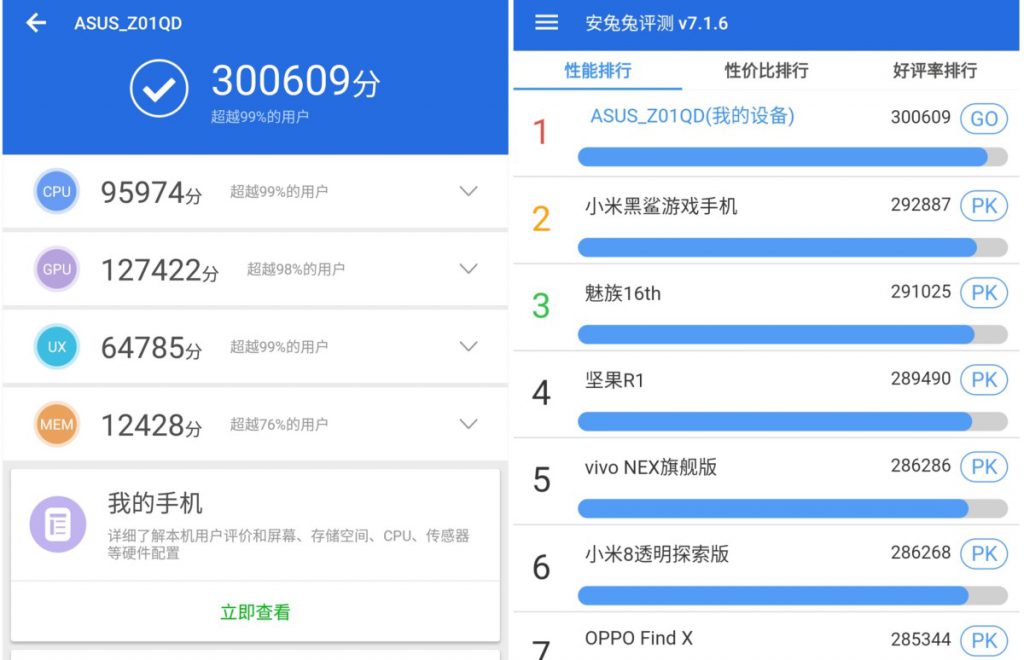 ASUS_Z01QD
300609分
超越99%的用户
CPU 95974分 超越99%的用户
GPU 127422分 超越98%的用户
UX 64785分 超越99%的用户
MEM 12428分 超越76%的用户
我的手机
详细了解本机用户评价和屏幕、存储空间、CPU、传感器
等硬件配置
立即查看
安兔兔评测 v7.1.6
性能排行 性价比排行 好评率排行
1 ASUS_Z01QD(我的设备) 300609 GO
2 小米黑鲨游戏手机 292887 PK
3 魅族16th 291025 PK
4 坚果R1 289490 PK
5 vivo NEX旗舰版 286286 PK
6 小米8透明探索版 286268 PK
7 OPPO Find X 285344 PK